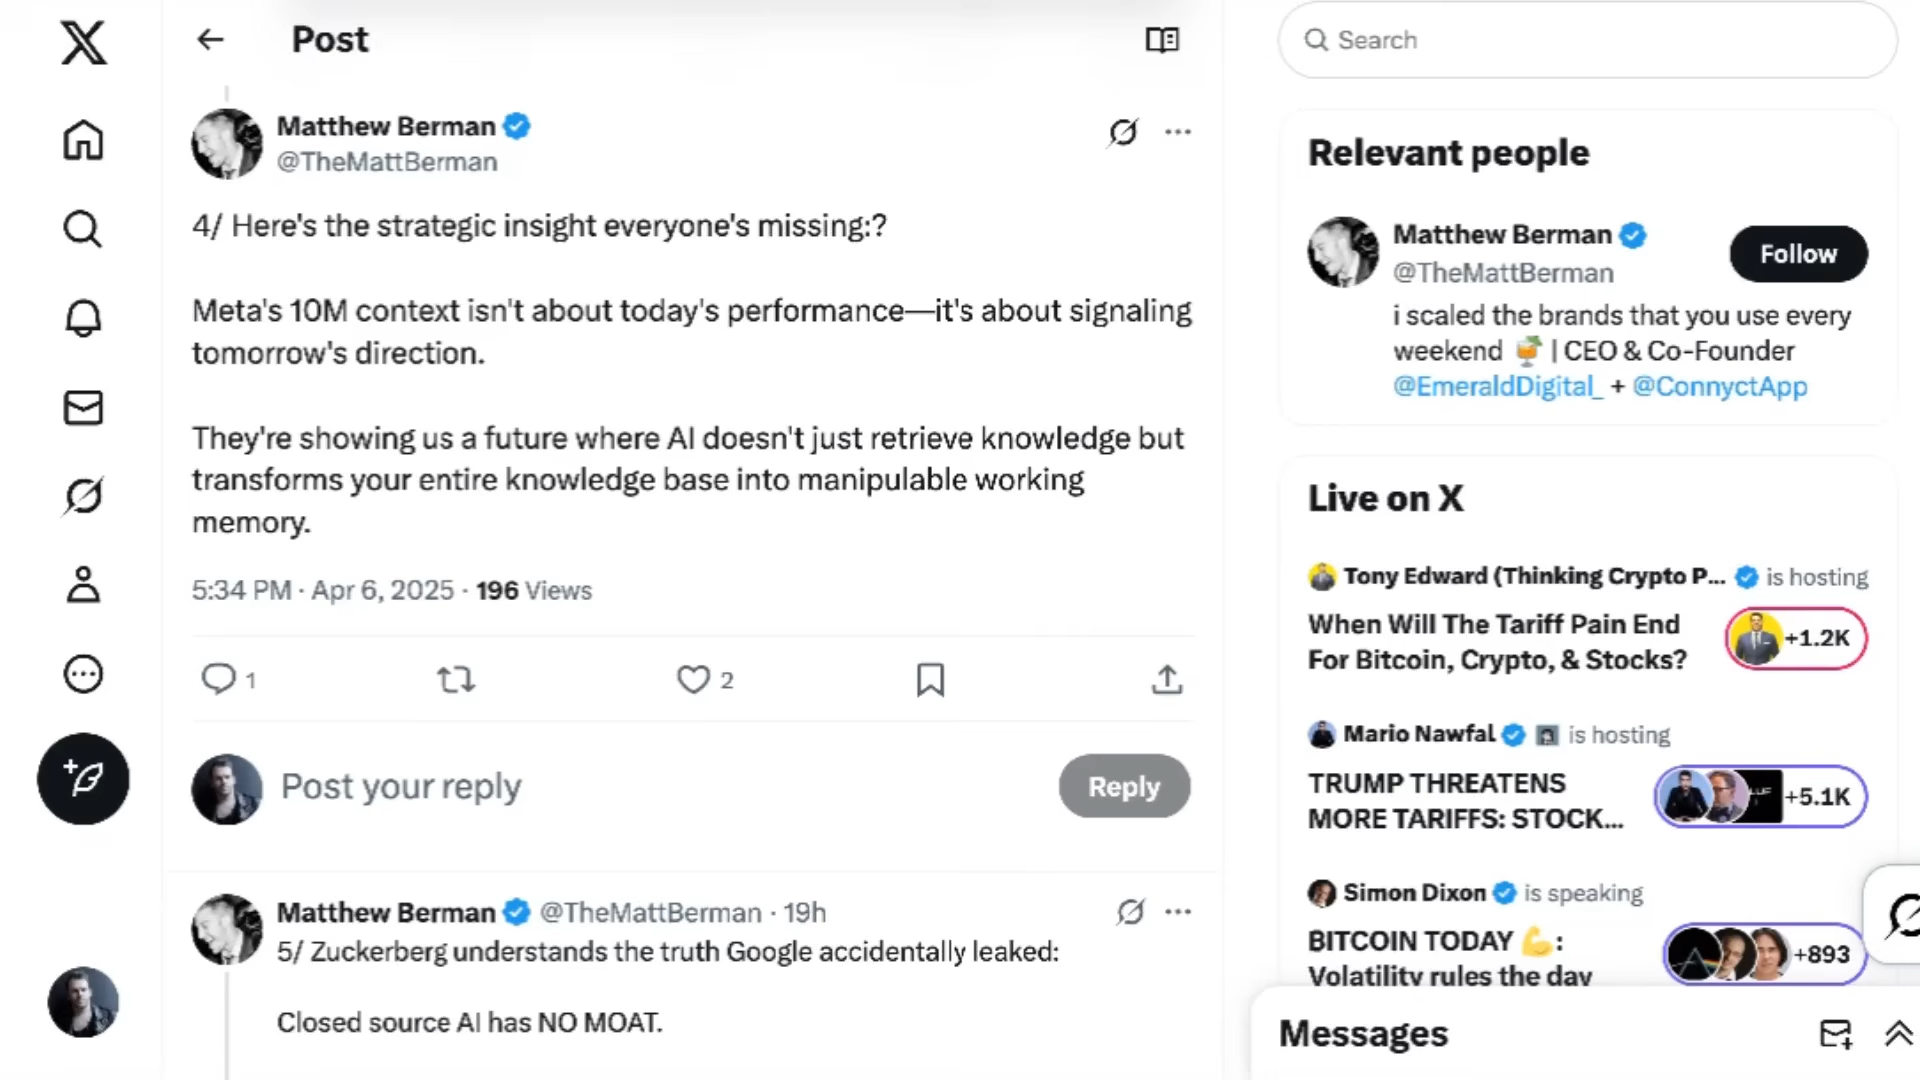 Post
Matthew Berman
@TheMattBerman
4/ Here's the strategic insight everyone's missing:?
Meta's 10M context isn't about today's performance—it's about signaling
tomorrow's direction.
They're showing us a future where AI doesn't just retrieve knowledge but
transforms your entire knowledge base into manipulable working
memory.
5:34 PM · Apr 6, 2025 · 196 Views
1
2
Post your reply
Reply
Matthew Berman @TheMattBerman · 19h
5/ Zuckerberg understands the truth Google accidentally leaked:
Closed source AI has NO MOAT.
Search
Relevant people
Matthew Berman
@TheMattBerman
Follow
i scaled the brands that you use every
weekend 🍹 | CEO & Co-Founder
@EmeraldDigital_ + @ConnyctApp
Live on X
Tony Edward (Thinking Crypto P... is hosting
When Will The Tariff Pain End
For Bitcoin, Crypto, & Stocks?
+1.2K
Mario Nawfal is hosting
TRUMP THREATENS
MORE TARIFFS: STOCK...
+5.1K
Simon Dixon is speaking
BITCOIN TODAY 💪:
Volatility rules the day
+893
Messages